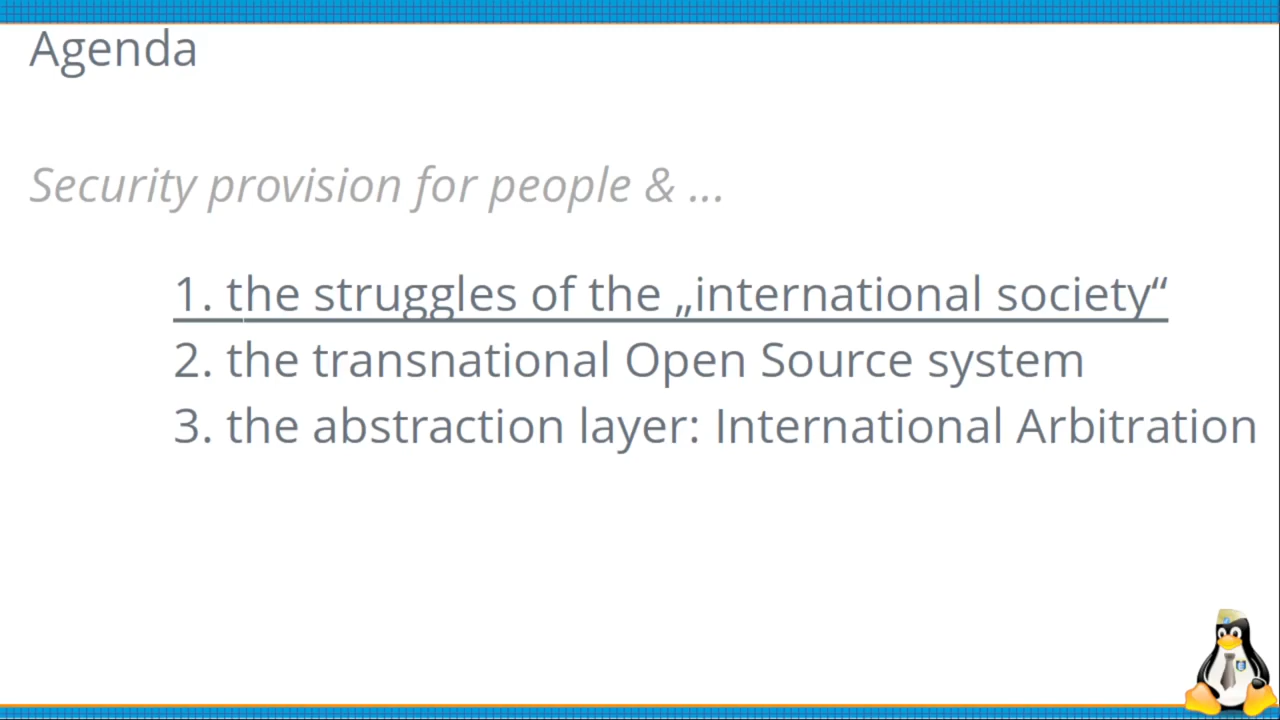 Agenda
Security provision for people & ...
1. the struggles of the „international society“
2. the transnational Open Source system
3. the abstraction layer: International Arbitration